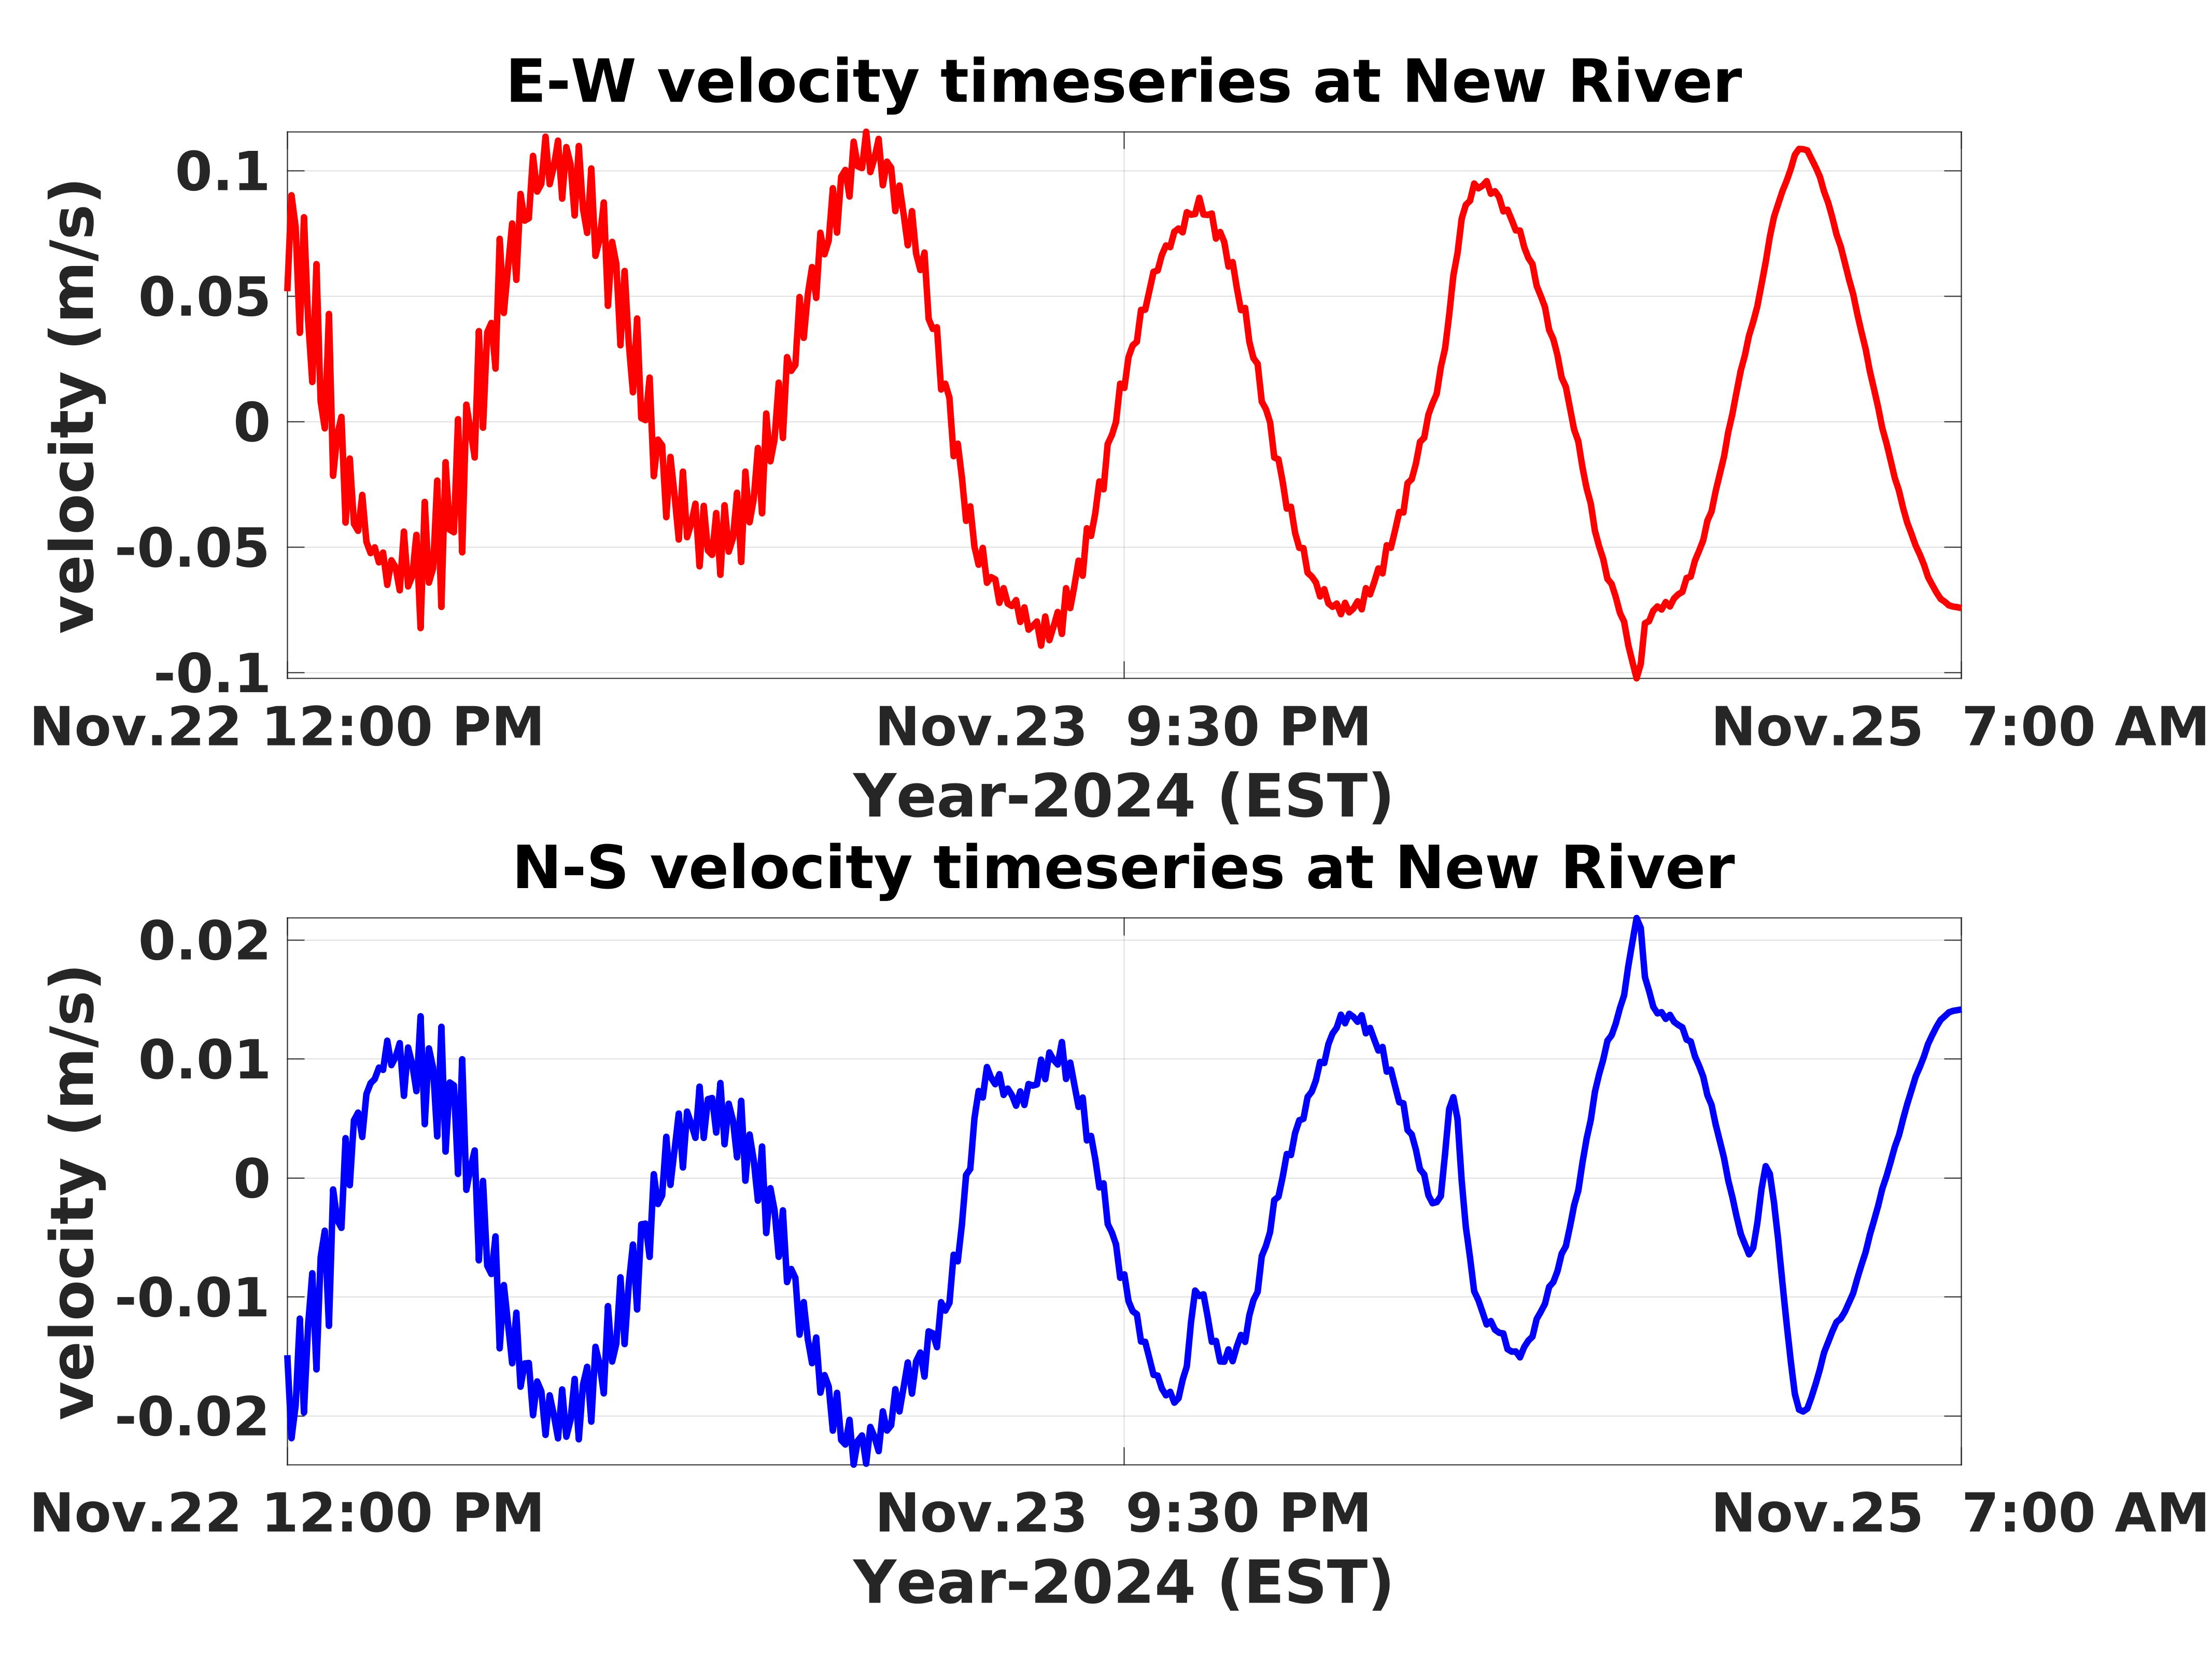 E-W velocity timeseries at New River
velocity (m/s)
0.1
0.05
0
-0.05
-0.1
Nov.22 12:00 PM Nov.23  9:30 PM Nov.25  7:00 AM
Year-2024 (EST)
N-S velocity timeseries at New River
velocity (m/s)
0.02
0.01
0
-0.01
-0.02
Nov.22 12:00 PM Nov.23  9:30 PM Nov.25  7:00 AM
Year-2024 (EST)